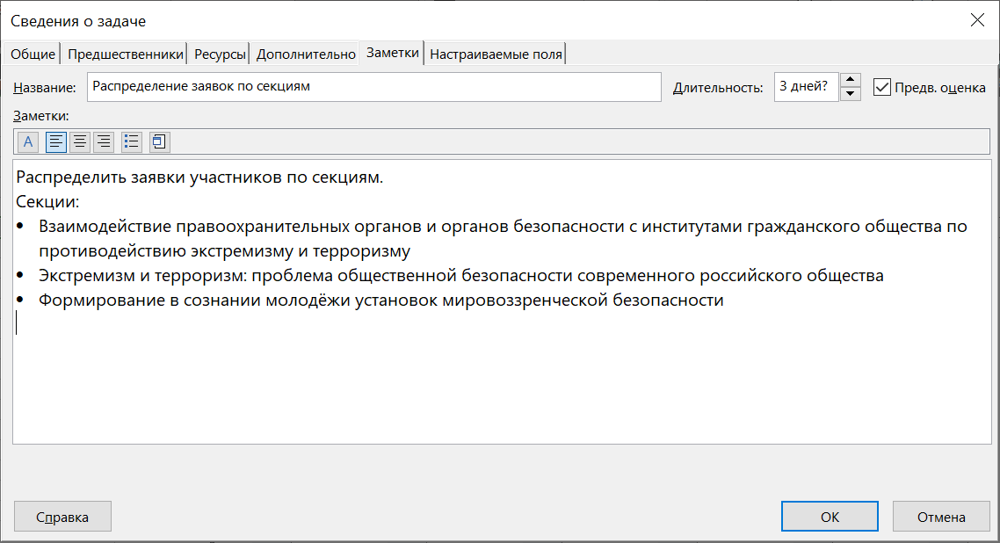 Сведения о задаче
Общие Предшественники Ресурсы Дополнительно Заметки Настраиваемые поля
Название: Распределение заявок по секциям Длительность: 3 дней? Предв. оценка
Заметки:
A
Распределить заявки участников по секциям.
Секции:
• Взаимодействие правоохранительных органов и органов безопасности с институтами гражданского общества по
противодействию экстремизму и терроризму
• Экстремизм и терроризм: проблема общественной безопасности современного российского общества
• Формирование в сознании молодёжи установок мировоззренческой безопасности
Справка ОК Отмена